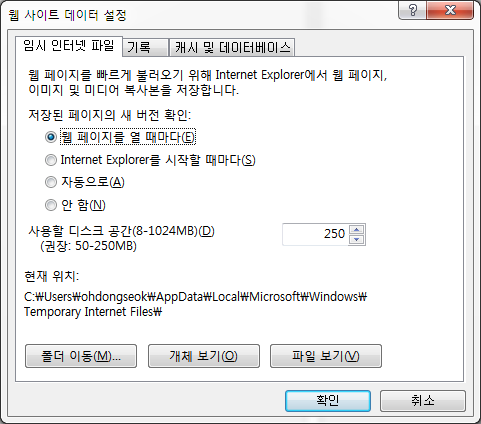 웹 사이트 데이터 설정
임시 인터넷 파일 기록 캐시 및 데이터베이스
웹 페이지를 빠르게 불러오기 위해 Internet Explorer에서 웹 페이지,
이미지 및 미디어 복사본을 저장합니다.
저장된 페이지의 새 버전 확인:
웹 페이지를 열 때마다(E)
Internet Explorer를 시작할 때마다(S)
자동으로(A)
안 함(N)
사용할 디스크 공간(8-1024MB)(D) 250
(권장: 50-250MB)
현재 위치:
C:₩Users₩ohdongseok₩AppData₩Local₩Microsoft₩Windows₩
Temporary Internet Files₩
폴더 이동(M)... 개체 보기(O) 파일 보기(V)
확인 취소